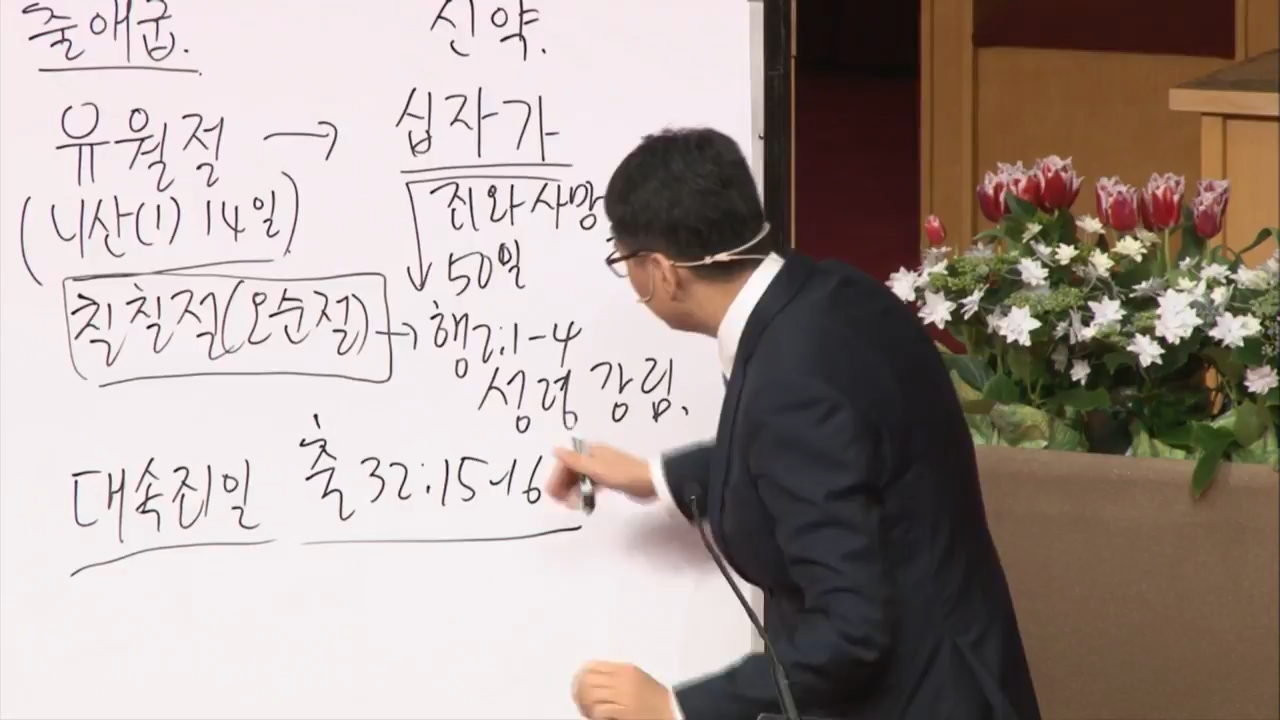 출애굽. 신약.
유월절 → 십자가
(니산(1) 14일) 죄와 사망
50일
칠칠절(오순절) → 행2:1-4
성령 강림.
대속죄일 출32:15-16